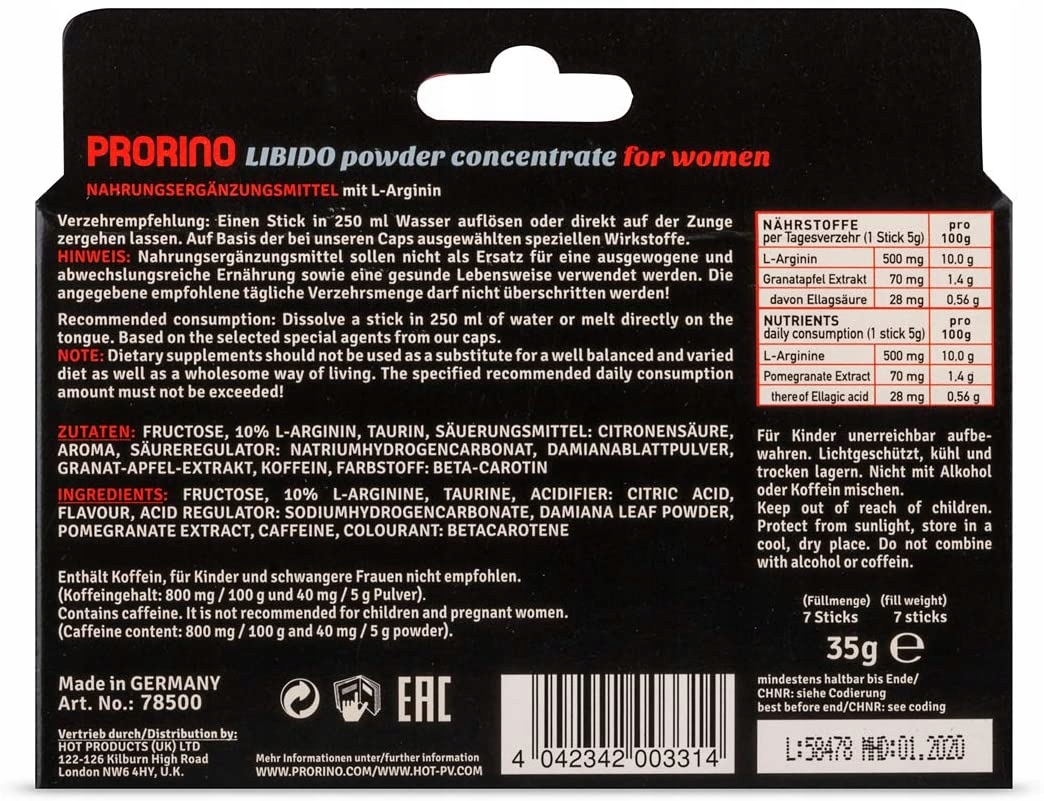 PRORINO LIBIDO powder concentrate for women
NAHRUNGSERGÄNZUNGSMITTEL mit L-Arginin
Verzehrempfehlung: Einen Stick in 250 ml Wasser auflösen oder direkt auf der Zunge
zergehen lassen. Auf Basis der bei unseren Caps ausgewählten speziellen Wirkstoffe.
HINWEIS: Nahrungsergänzungsmittel sollen nicht als Ersatz für eine ausgewogene und
abwechslungsreiche Ernährung sowie eine gesunde Lebensweise verwendet werden. Die
angegebene empfohlene tägliche Verzehrsmenge darf nicht überschritten werden!
Recommended consumption: Dissolve a stick in 250 ml of water or melt directly on the
tongue. Based on the selected special agents from our caps.
NOTE: Dietary supplements should not be used as a substitute for a well balanced and varied
diet as well as a wholesome way of living. The specified recommended daily consumption
amount must not be exceeded!
ZUTATEN: FRUCTOSE, 10% L-ARGININ, TAURIN, SÄUERUNGSMITTEL: CITRONENSÄURE,
AROMA, SÄUREREGULATOR: NATRIUMHYDROGENCARBONAT, DAMIANABLATTPULVER,
GRANAT-APFEL-EXTRAKT, KOFFEIN, FARBSTOFF: BETA-CAROTIN
INGREDIENTS: FRUCTOSE, 10% L-ARGININE, TAURINE, ACIDIFIER: CITRIC ACID,
FLAVOUR, ACID REGULATOR: SODIUMHYDROGENCARBONATE, DAMIANA LEAF POWDER,
POMEGRANATE EXTRACT, CAFFEINE, COLOURANT: BETACAROTENE
Enthält Koffein, für Kinder und schwangere Frauen nicht empfohlen.
(Koffeingehalt: 800 mg / 100 g und 40 mg / 5 g Pulver).
Contains caffeine. It is not recommended for children and pregnant women.
(Caffeine content: 800 mg / 100 g and 40 mg / 5 g powder).
Made in GERMANY
Art. No.: 78500
Vertrieb durch/Distribution by:
HOT PRODUCTS (UK) LTD
122-126 Kilburn High Road
London NW6 4HY, U.K.
EAC
Mehr Informationen unter/further information
WWW.PRORINO.COM/WWW.HOT-PV.COM
4 042342 003314
NÄHRSTOFFE pro
per Tagesverzehr (1 Stick 5g) 100g
L-Arginin 500 mg 10.0 g
Granatapfel Extrakt 70 mg 1,4 g
davon Ellagsäure 28 mg 0,56 g
NUTRIENTS pro
daily consumption (1 stick 5g) 100g
L-Arginine 500 mg 10,0 g
Pomegranate Extract 70 mg 1,4 g
thereof Ellagic acid 28 mg 0,56 g
Für Kinder unerreichbar aufbe-
wahren. Lichtgeschützt, kühl und
trocken lagern. Nicht mit Alkohol
oder Koffein mischen.
Keep out of reach of children.
Protect from sunlight, store in a
cool, dry place. Do not combine
with alcohol or coffein.
(Füllmenge) (fill weight)
7 Sticks 7 sticks
35g ℮
mindestens haltbar bis Ende/
CHNR: siehe Codierung
best before end/CHNR: see coding
L:58478 MHD:01.2020